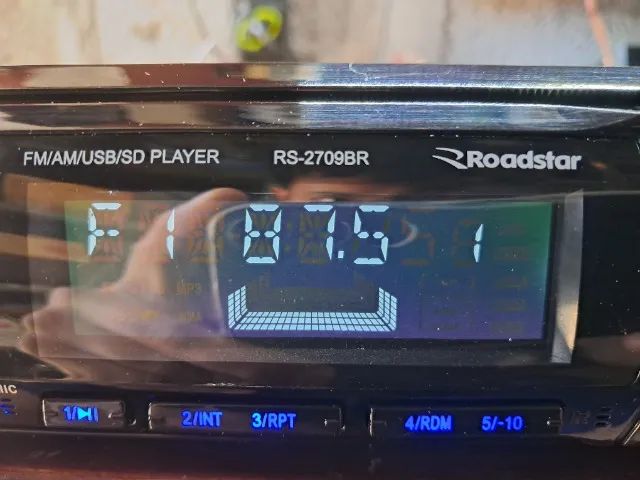 FM/AM/USB/SD PLAYER RS-2709BR Roadstar
F1 87.5 1
MP3
1/⏯ 2/INT 3/RPT 4/RDM 5/-10